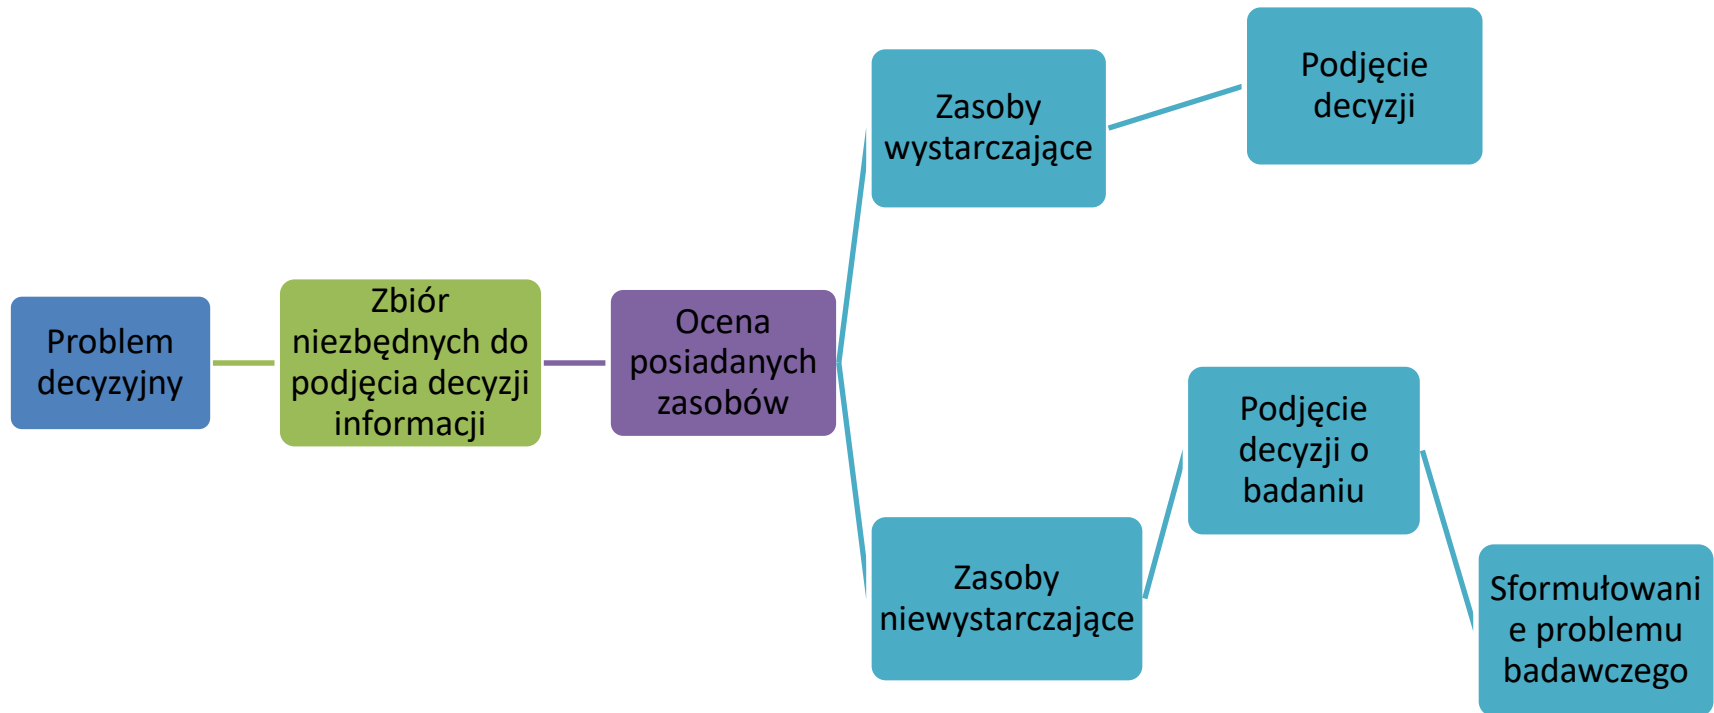 Problem
decyzyjny
Zbiór
niezbędnych do
podjęcia decyzji
informacji
Ocena
posiadanych
zasobów
Zasoby
wystarczające
Podjęcie
decyzji
Zasoby
niewystarczające
Podjęcie
decyzji o
badaniu
Sformułowani
e problemu
badawczego